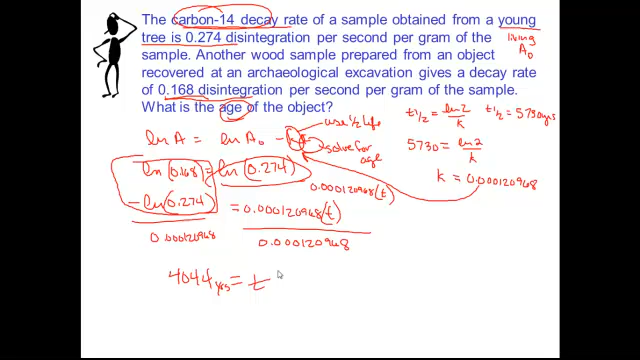 The carbon-14 decay rate of a sample obtained from a young
tree is 0.274 disintegration per second per gram of the
sample. Another wood sample prepared from an object
recovered at an archaeological excavation gives a decay rate
of 0.168 disintegration per second per gram of the sample.
What is the age of the object?
living
A₀
use 1/2 life
t 1/2 = ln2/k
t 1/2 = 5730 yrs
ln A = ln A₀ - kt
solve for
age
5730 = ln2/k
k = 0.000120968
ln(0.168) = ln(0.274)
0.000120968(t)
-ln(0.274) = 0.000120968(t)
0.000120968
0.000120968
4044 yrs = t